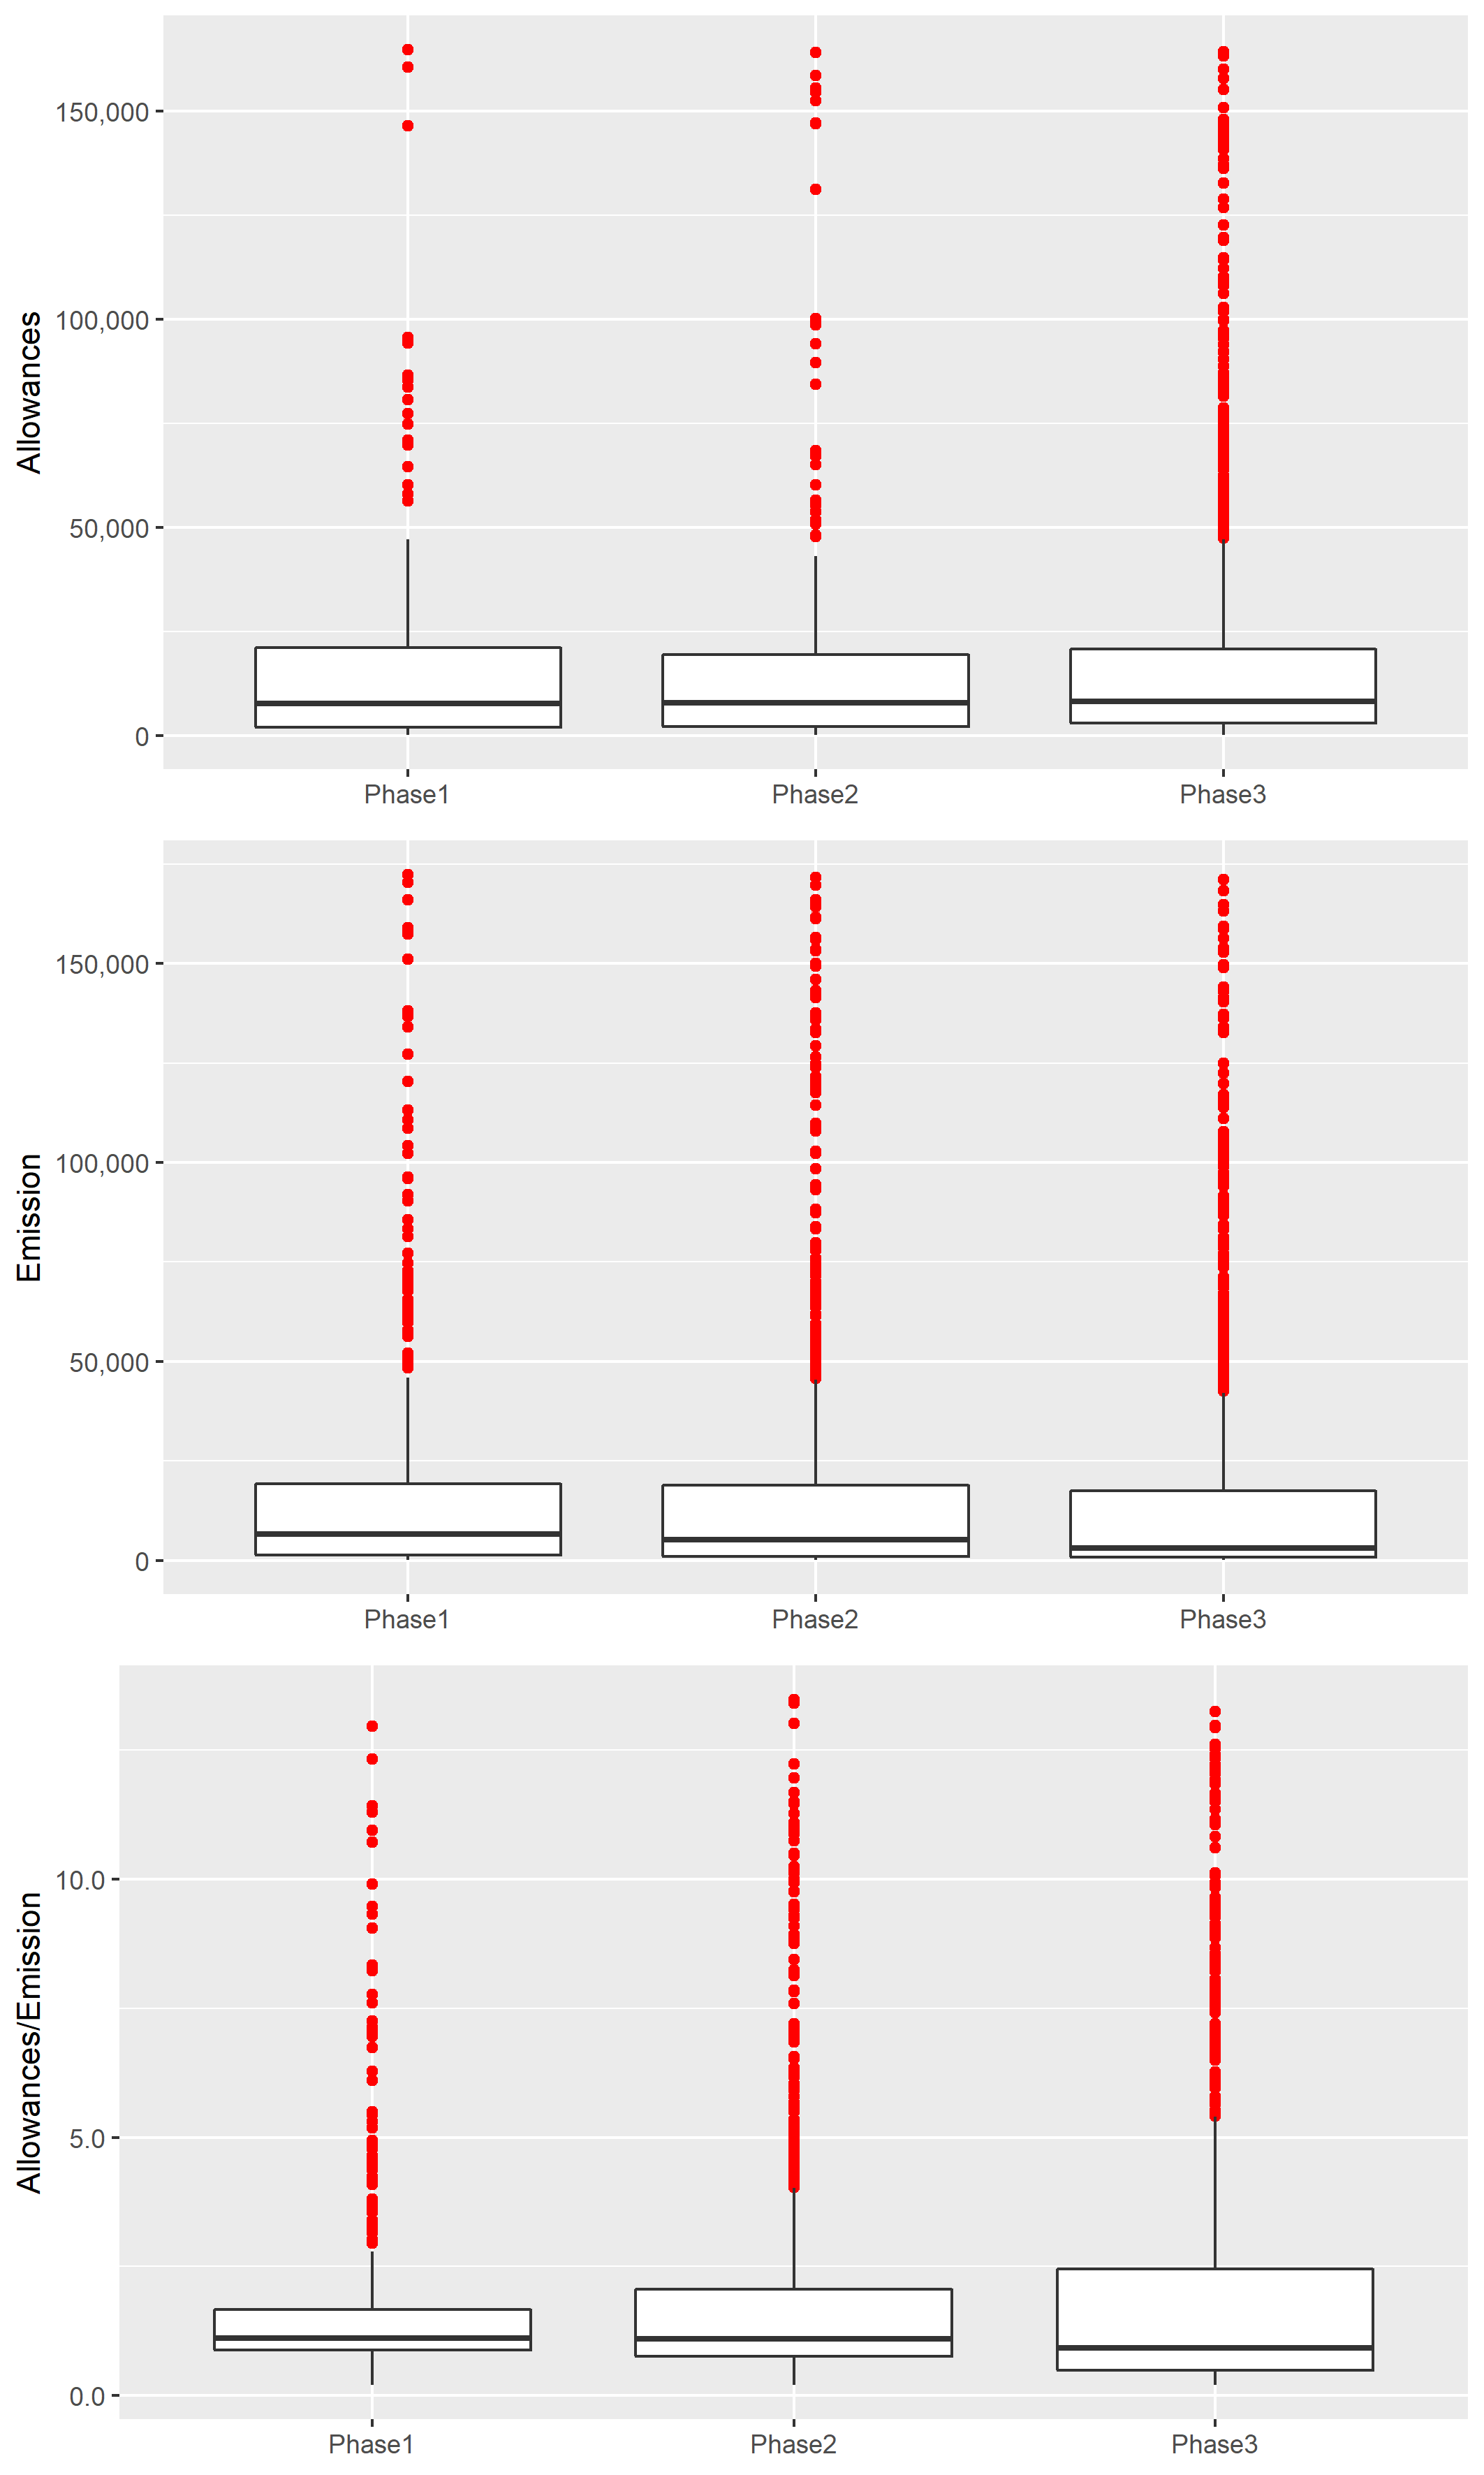 Allowances
150,000
100,000
50,000
0
Phase1 Phase2 Phase3
Emission
150,000
100,000
50,000
0
Phase1 Phase2 Phase3
Allowances/Emission
10.0
5.0
0.0
Phase1 Phase2 Phase3